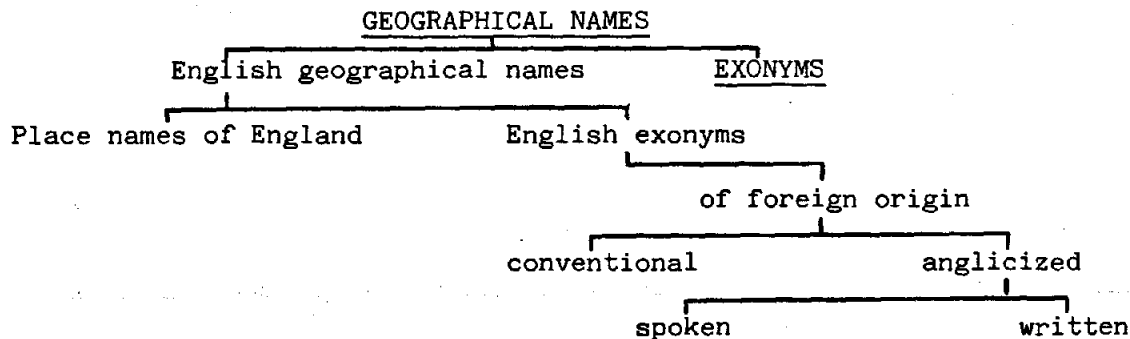 GEOGRAPHICAL NAMES
English geographical names EXONYMS
Place names of England English exonyms
of foreign origin
conventional anglicized
spoken written